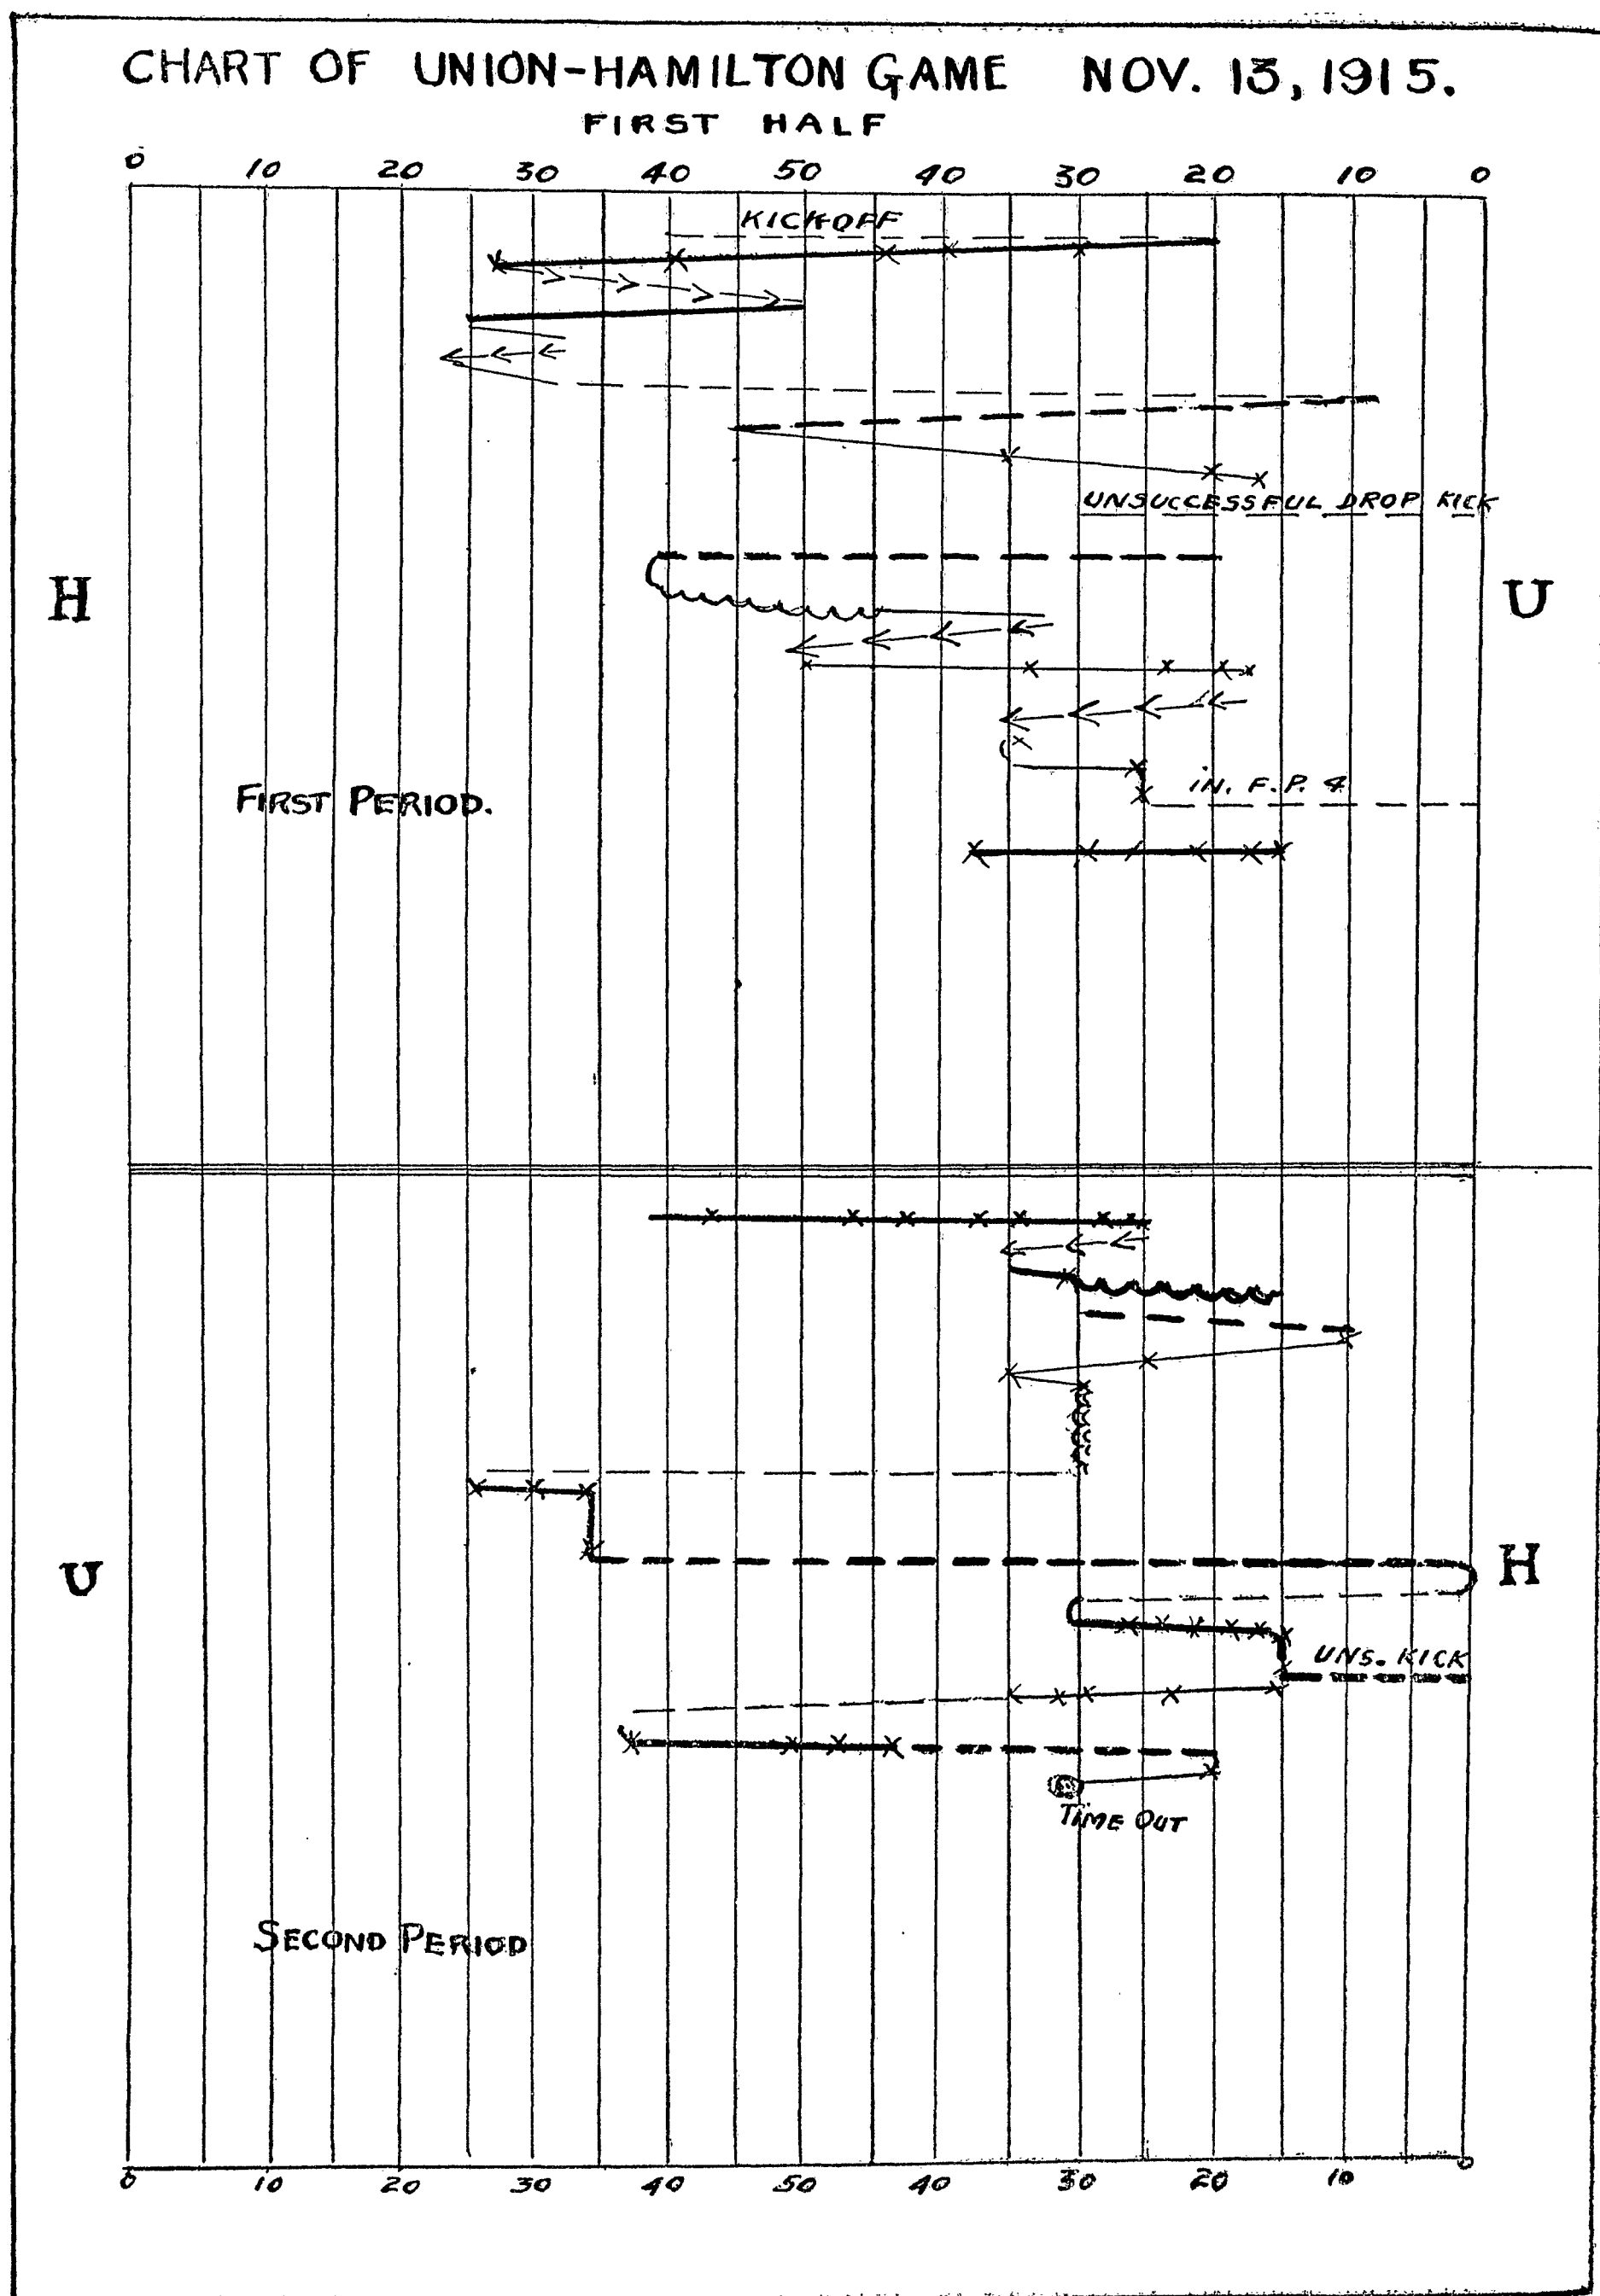 CHART OF UNION-HAMILTON GAME NOV. 13, 1915.
FIRST HALF
0 10 20 30 40 50 40 30 20 10 0
KICKOFF
UNSUCCESSFUL DROP KICK
H U
FIRST PERIOD.
IN. F.P. 4
U H
UNS. KICK
TIME OUT
SECOND PERIOD
0 10 20 30 40 50 40 30 20 10 0